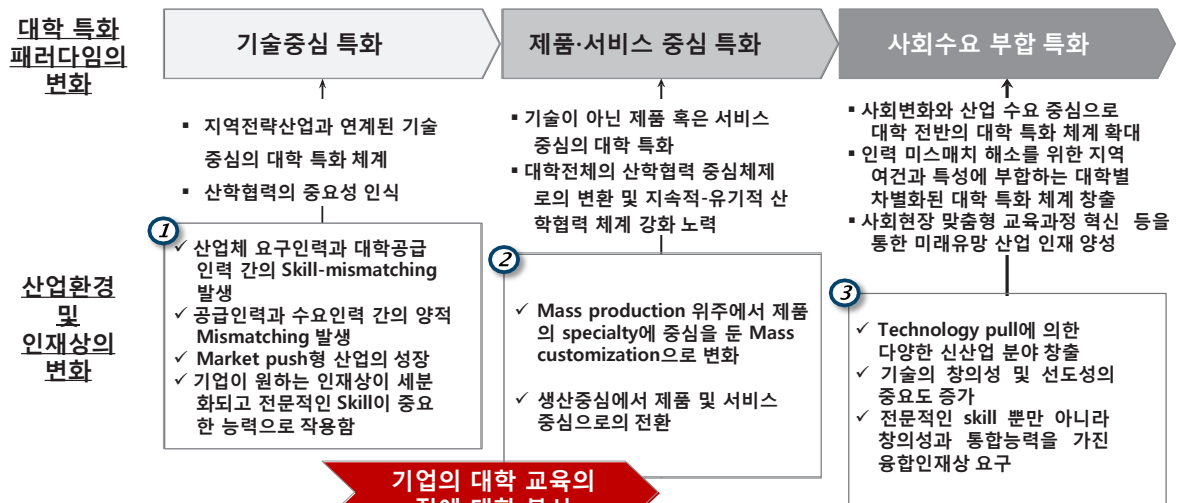 대학 특화
패러다임의
변화
기술중심 특화
제품·서비스 중심 특화
사회수요 부합 특화
▪ 지역전략산업과 연계된 기술
중심의 대학 특화 체계
▪ 산학협력의 중요성 인식
▪ 기술이 아닌 제품 혹은 서비스
중심의 대학 특화
▪ 대학전체의 산학협력 중심체제
로의 변환 및 지속적-유기적 산
학협력 체계 강화 노력
▪ 사회변화와 산업 수요 중심으로
대학 전반의 대학 특화 체계 확대
▪ 인력 미스매치 해소를 위한 지역
여건과 특성에 부합하는 대학별
차별화된 대학 특화 체계 창출
▪ 사회현장 맞춤형 교육과정 혁신 등을
통한 미래유망 산업 인재 양성
산업환경
및
인재상의
변화
1
✓ 산업체 요구인력과 대학공급
인력 간의 Skill-mismatching
발생
✓ 공급인력과 수요인력 간의 양적
Mismatching 발생
✓ Market push형 산업의 성장
✓ 기업이 원하는 인재상이 세분
화되고 전문적인 Skill이 중요
한 능력으로 작용함
2
✓ Mass production 위주에서 제품
의 specialty에 중심을 둔 Mass
customization으로 변화
✓ 생산중심에서 제품 및 서비스
중심으로의 전환
3
✓ Technology pull에 의한
다양한 신산업 분야 창출
✓ 기술의 창의성 및 선도성의
중요도 증가
✓ 전문적인 skill 뿐만 아니라
창의성과 통합능력을 가진
융합인재상 요구
기업의 대학 교육의